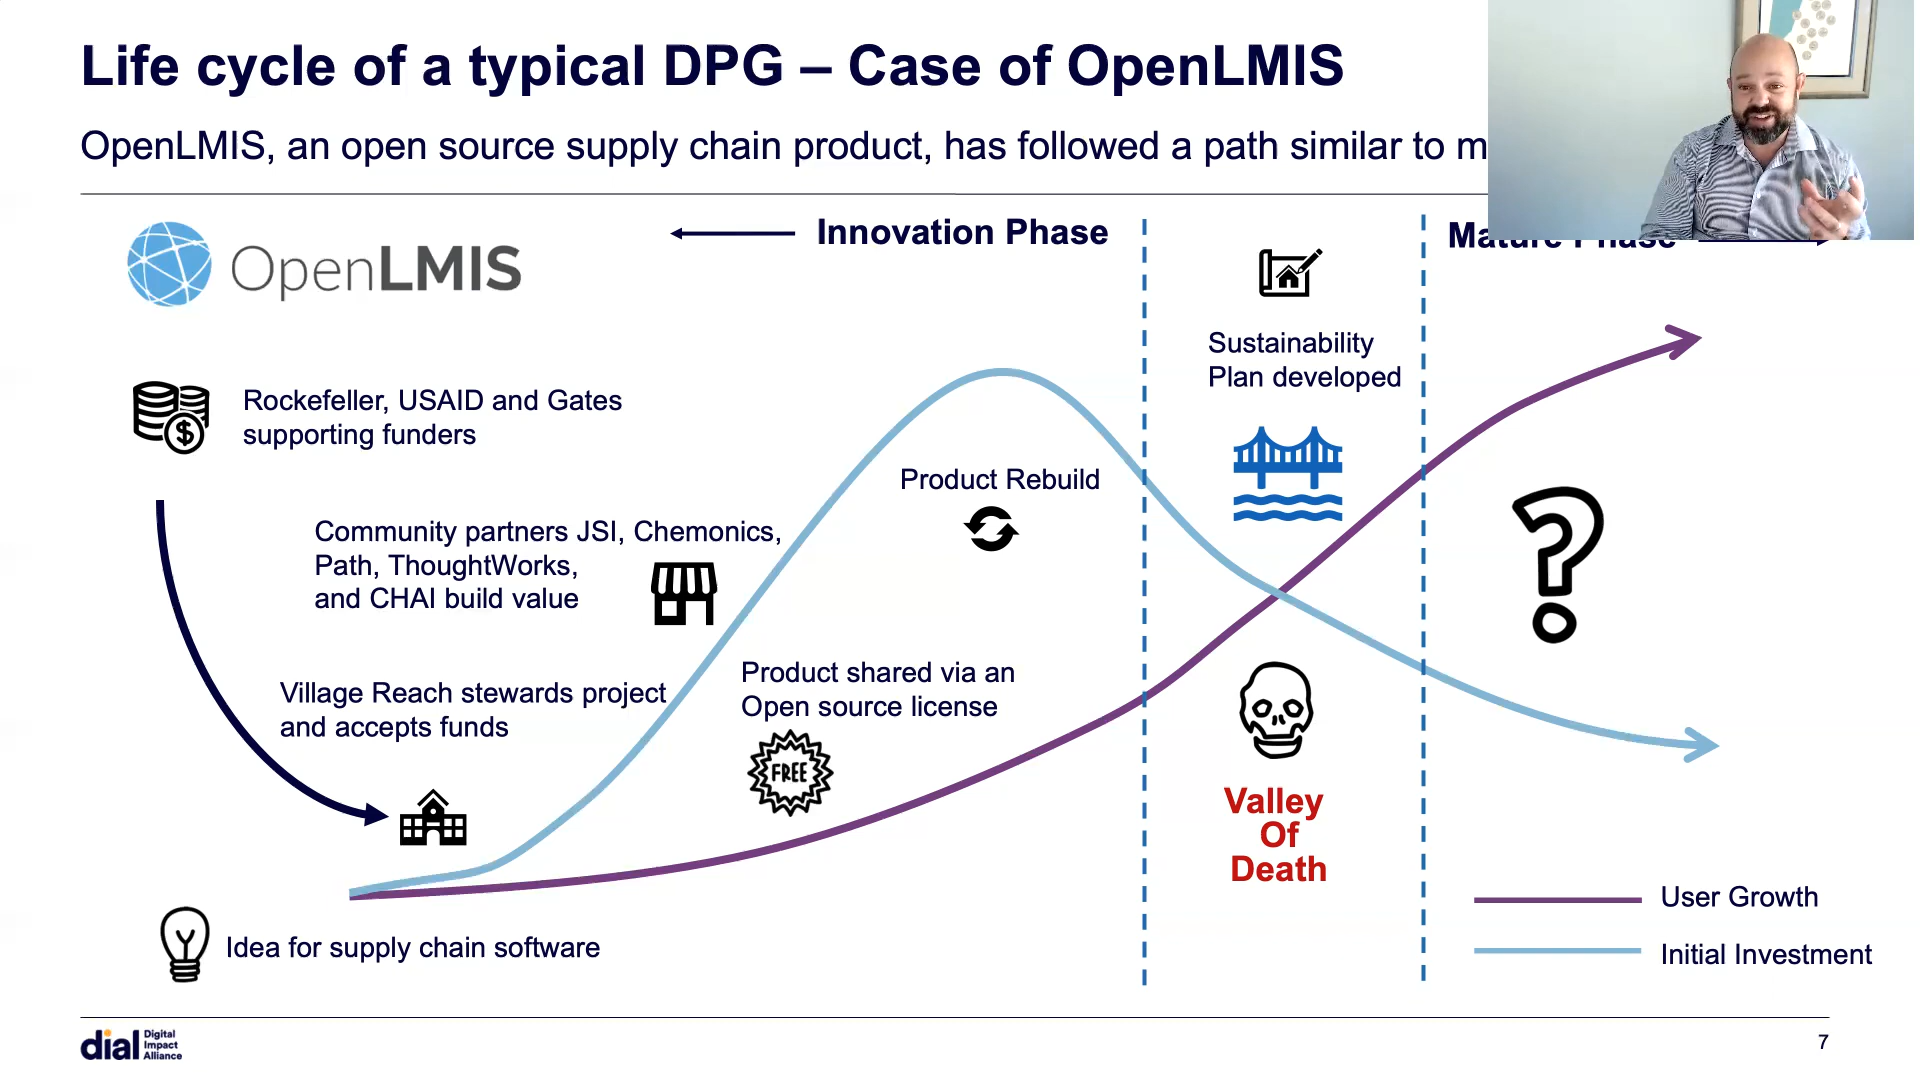 Life cycle of a typical DPG – Case of OpenLMIS
OpenLMIS, an open source supply chain product, has followed a path similar to m
OpenLMIS
Innovation Phase
Mature Phase
Sustainability
Plan developed
Rockefeller, USAID and Gates
supporting funders
Product Rebuild
Community partners JSI, Chemonics,
Path, ThoughtWorks,
and CHAI build value
Village Reach stewards project
and accepts funds
Product shared via an
Open source license
FREE
Valley
Of
Death
Idea for supply chain software
User Growth
Initial Investment
dial Digital
Impact
Alliance
7